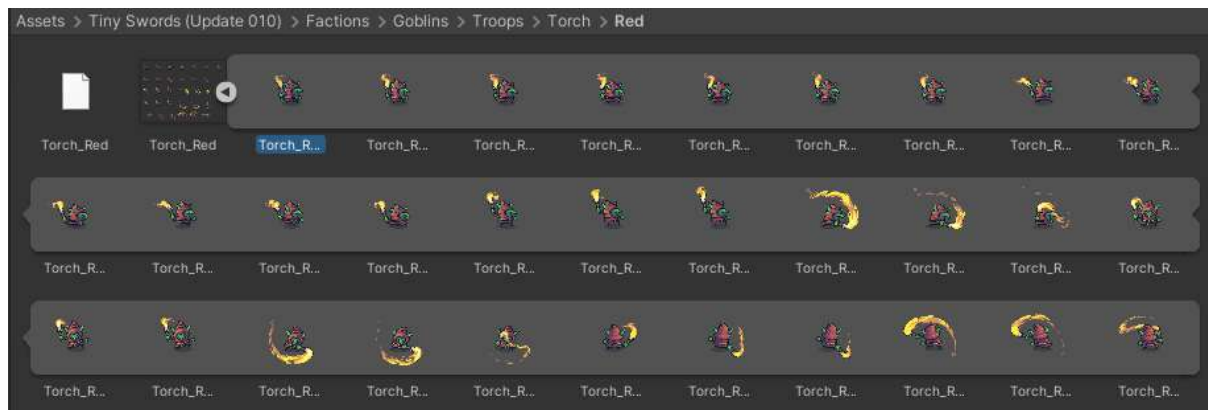 Assets > Tiny Swords (Update 010) > Factions > Goblins > Troops > Torch > Red
Torch_Red Torch_Red Torch_R... Torch_R... Torch_R... Torch_R... Torch_R... Torch_R... Torch_R... Torch_R... Torch_R...
Torch_R... Torch_R... Torch_R... Torch_R... Torch_R... Torch_R... Torch_R... Torch_R... Torch_R... Torch_R... Torch_R...
Torch_R... Torch_R... Torch_R... Torch_R... Torch_R... Torch_R... Torch_R... Torch_R... Torch_R... Torch_R... Torch_R...